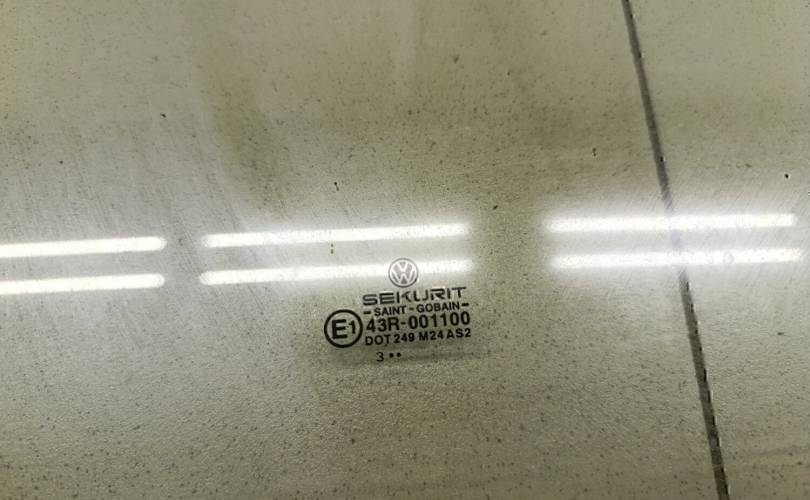 SEKURIT
- SAINT - GOBAIN -
E1 43R-001100
DOT 249 M24 AS2
3 ••